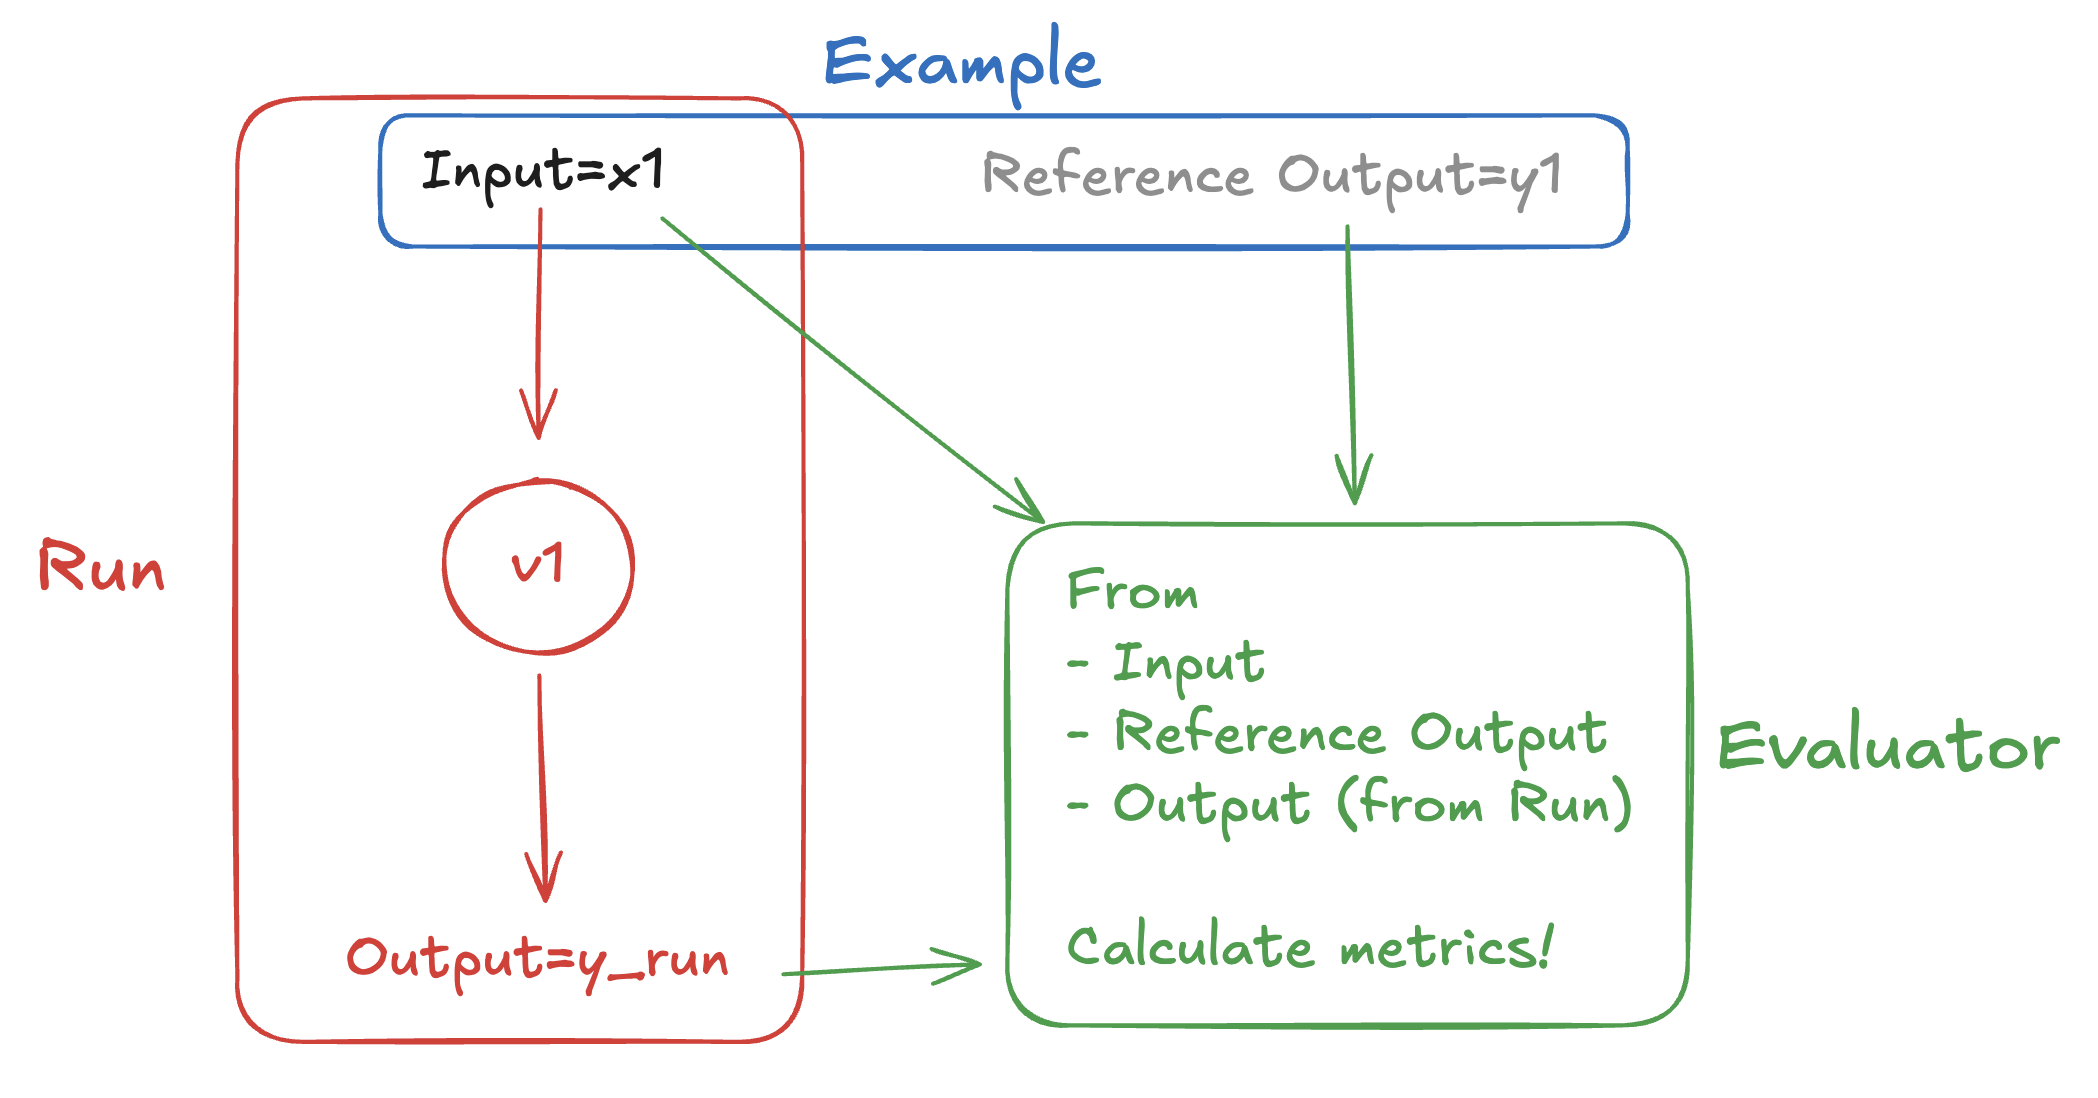 Example
Input=x1
Reference Output=y1
Run
v1
Output=y_run
From
- Input
- Reference Output
- Output (from Run)
Calculate metrics!
Evaluator